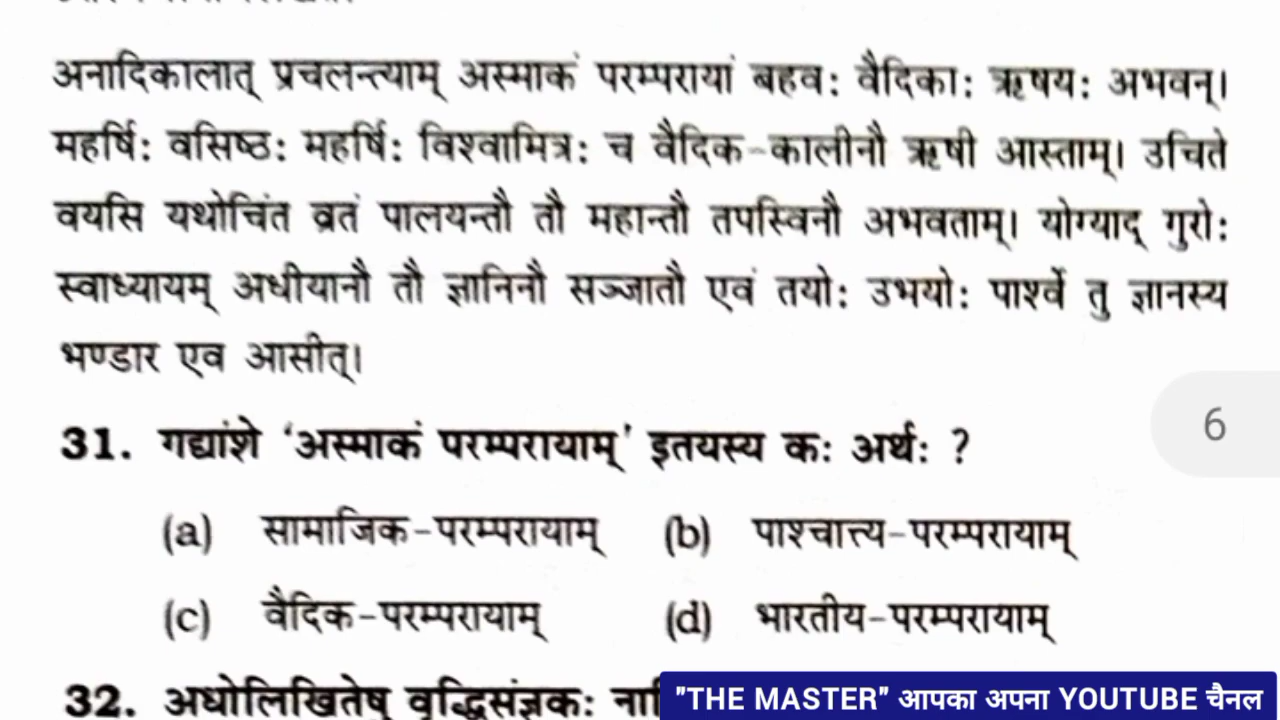 अनादिकालात् प्रचलन्त्याम् अस्माकं परम्परायां बहवः वैदिकाः ऋषयः अभवन्।
महर्षिः वसिष्ठः महर्षिः विश्वामित्रः च वैदिक-कालीनौ ऋषी आस्ताम्। उचिते
वयसि यथोचिंत व्रतं पालयन्तौ तौ महान्तौ तपस्विनौ अभवताम्। योग्याद् गुरोः
स्वाध्यायम् अधीयानौ तौ ज्ञानिनौ सञ्जातौ एवं तयोः उभयोः पार्श्वे तु ज्ञानस्य
भण्डार एव आसीत्।
6
31. गद्यांशे ‘अस्माकं परम्परायाम्’ इतयस्य कः अर्थः ?
(a) सामाजिक-परम्परायाम् (b) पाश्चात्त्य-परम्परायाम्
(c) वैदिक-परम्परायाम् (d) भारतीय-परम्परायाम्
32. अधोलिखितेषु वृद्धिसंज्ञकः
"THE MASTER" आपका अपना YOUTUBE चैनल